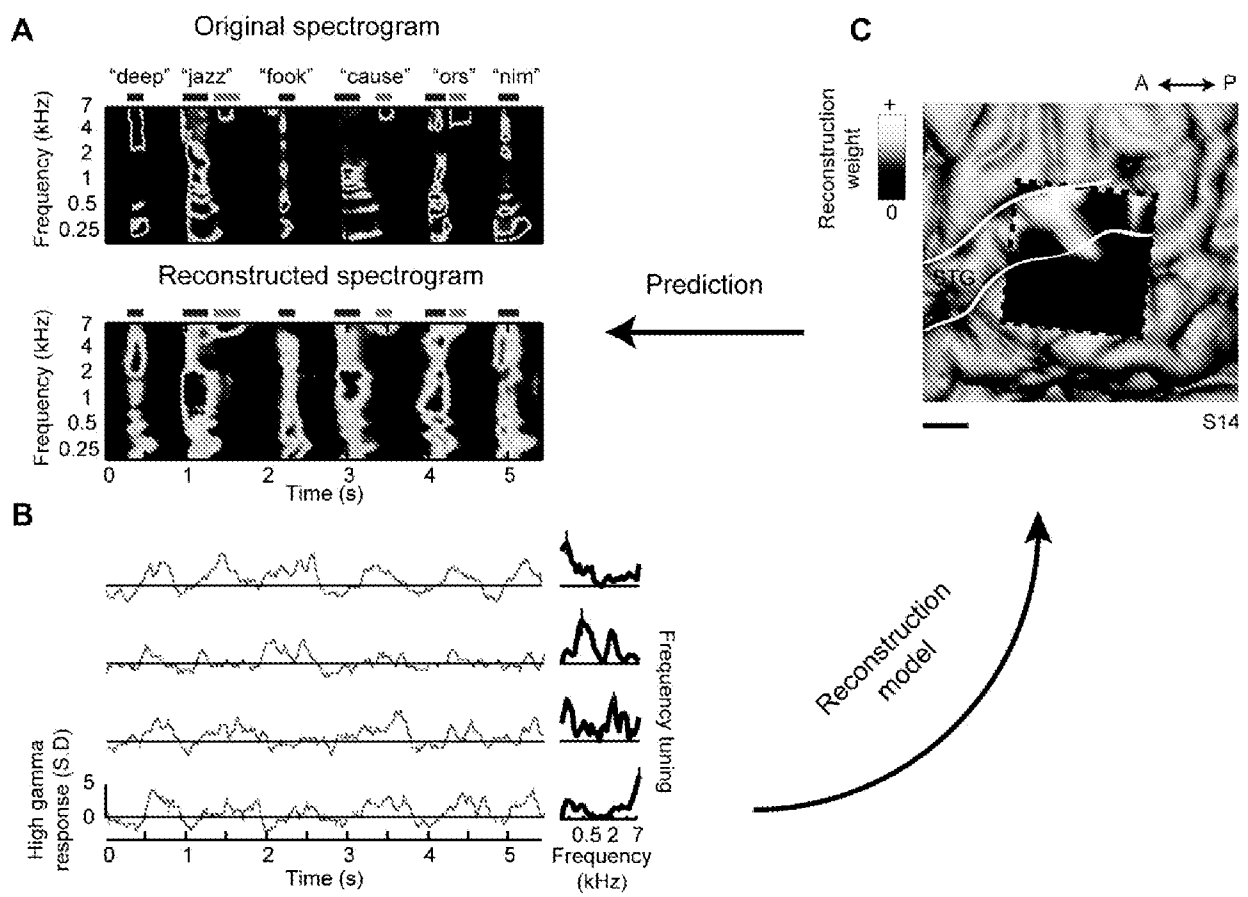 A
Original spectrogram
"deep" "jazz" "fook" "cause" "ors" "nim"
7
4
2
1
0.5
0.25
Frequency (kHz)
Reconstructed spectrogram
7
4
2
1
0.5
0.25
Frequency (kHz)
0 1 2 3 4 5
Time (s)
B
High gamma
response (S.D)
5
0
0 1 2 3 4 5
Time (s)
Frequency tuning
0.5 2 7
Frequency
(kHz)
C
A P
Reconstruction
weight
+
0
STG
S14
Prediction
Reconstruction
model